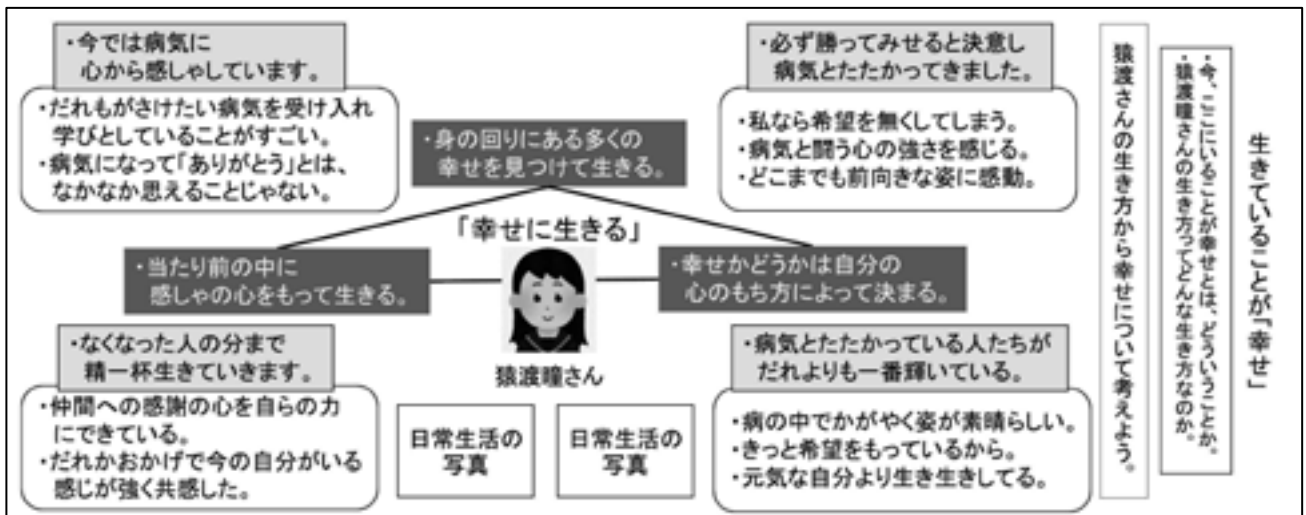 生きていることが「幸せ」
・今、ここにいることが幸せとは、どういうことか。
・猿渡瞳さんの生き方ってどんな生き方なのか。
猿渡さんの生き方から幸せについて考えよう。
・必ず勝ってみせると決意し
病気とたたかってきました。
・私なら希望を無くしてしまう。
・病気と闘う心の強さを感じる。
・どこまでも前向きな姿に感動。
・今では病気に
心から感しゃしています。
・だれもがさけたい病気を受け入れ
学びとしていることがすごい。
・病気になって「ありがとう」とは、
なかなか思えることじゃない。
・身の回りにある多くの
幸せを見つけて生きる。
「幸せに生きる」
・当たり前の中に
感しゃの心をもって生きる。
・幸せかどうかは自分の
心のもち方によって決まる。
猿渡瞳さん
・病気とたたかっている人たちが
だれよりも一番輝いている。
・病の中でかがやく姿が素晴らしい。
・きっと希望をもっているから。
・元気な自分より生き生きしてる。
・なくなった人の分まで
精一杯生きていきます。
・仲間への感謝の心を自らの力
にできている。
・だれかおかげで今の自分がいる
感じが強く共感した。
日常生活の
写真
日常生活の
写真